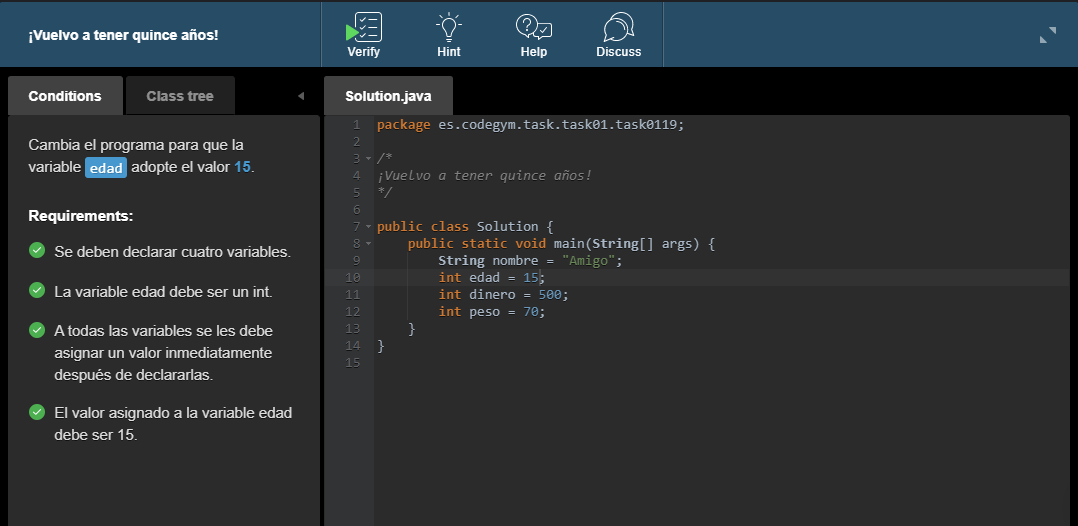 ¡Vuelvo a tener quince años!
Verify
Hint
Help
Discuss
Conditions
Class tree
Solution.java
Cambia el programa para que la
variable edad adopte el valor 15.
Requirements:
Se deben declarar cuatro variables.
La variable edad debe ser un int.
A todas las variables se les debe
asignar un valor inmediatamente
después de declararlas.
El valor asignado a la variable edad
debe ser 15.
1 package es.codegym.task.task01.task0119;
2
3 /*
4 ¡Vuelvo a tener quince años!
5 */
6
7 public class Solution {
8     public static void main(String[] args) {
9         String nombre = "Amigo";
10         int edad = 15;
11         int dinero = 500;
12         int peso = 70;
13     }
14 }
15